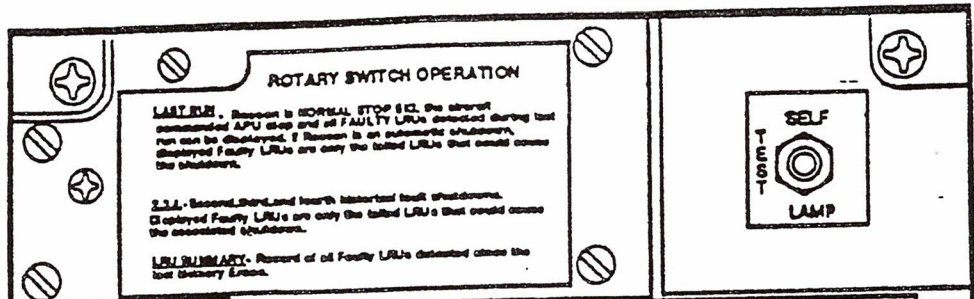 ROTARY SWITCH OPERATION
LAST RUN - Reason is NORMAL STOP the aircraft
commanded APU stop and all FAULTY LRUs detected during last
run can be displayed. Reason is an automatic shutdown,
displayed Faulty LRUs are only the failed LRUs that could cause
the shutdown.
2.3.4.- Second, third, and fourth historical fault shutdowns.
Displayed Faulty LRUs are only the failed LRUs that could cause
the associated shutdown.
LRU SUMMARY- Record of all Faulty LRUs detected since the
last Memory Erase.
SELF
TEST
LAMP